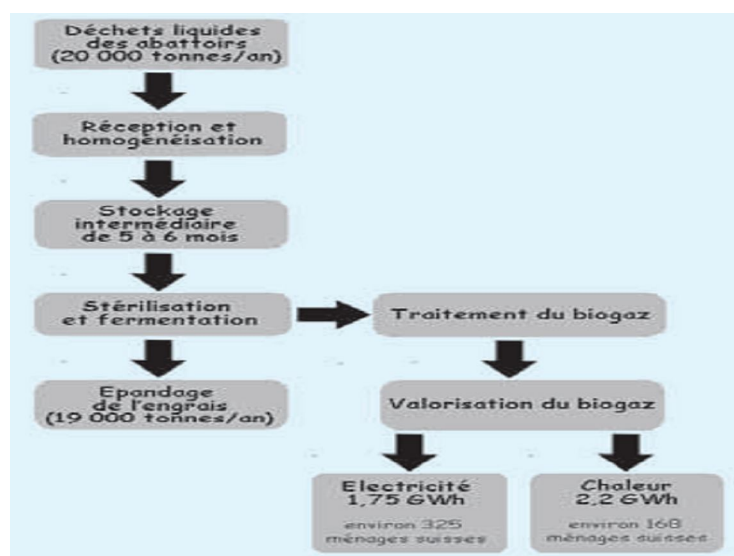 Déchets liquides
des abattoirs
(20 000 tonnes/an)
Réception et
homogénéisation
Stockage
intermédiaire
de 5 à 6 mois
Stérilisation
et fermentation
Traitement du biogaz
Epandage
de l'engrais
(19 000 tonnes/an)
Valorisation du biogaz
Electricité
1,75 GWh
environ 325
ménages suisses
Chaleur
2,2 GWh
environ 168
ménages suisses